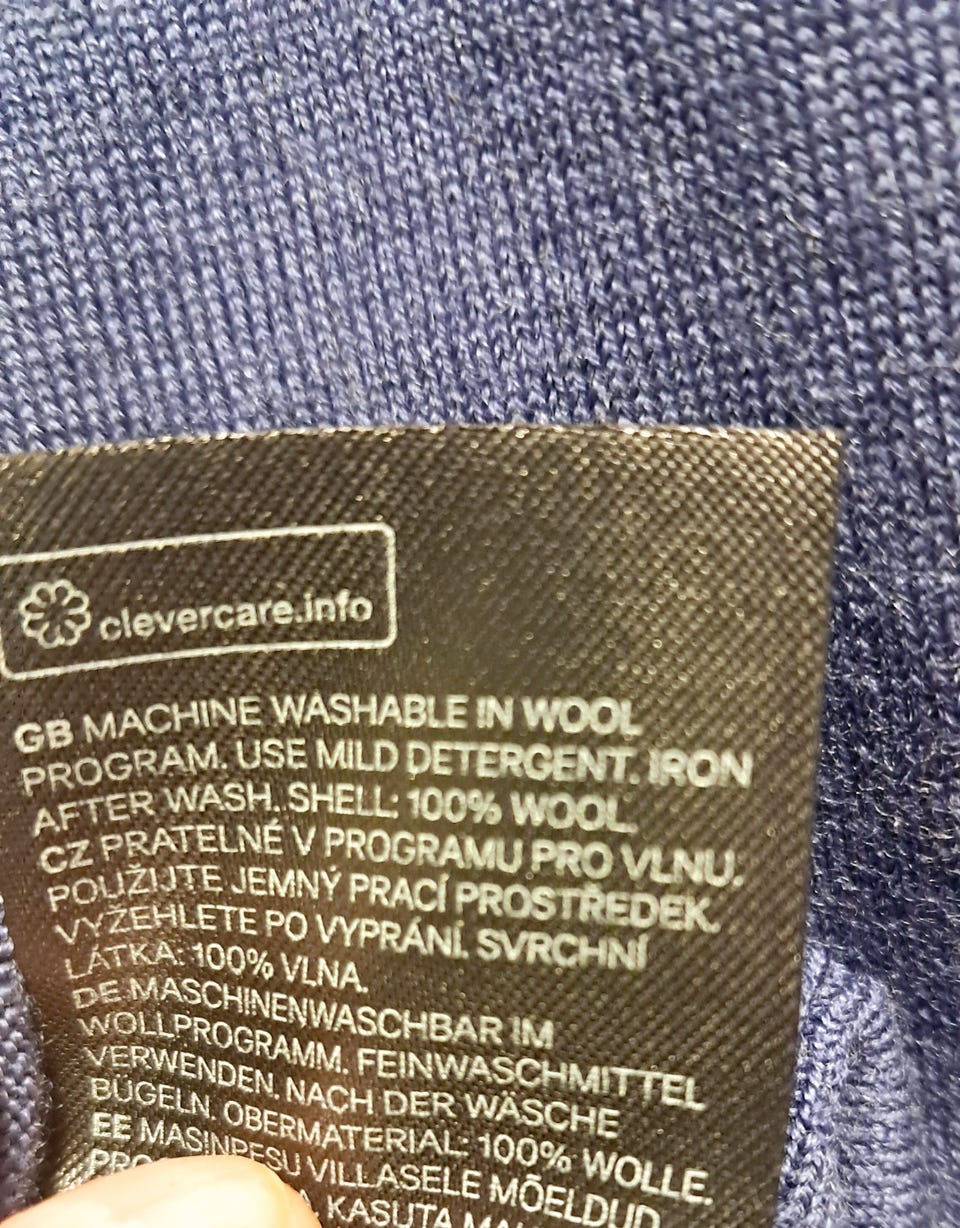 clevercare.info
GB MACHINE WASHABLE IN WOOL
PROGRAM. USE MILD DETERGENT. IRON
AFTER WASH. SHELL: 100% WOOL.
CZ PRATELNÉ V PROGRAMU PRO VLNU.
POUŽIJTE JEMNÝ PRACÍ PROSTŘEDEK.
VYŽEHLETE PO VYPRÁNÍ. SVRCHNÍ
LÁTKA: 100% VLNA.
DE MASCHINENWASCHBAR IM
WOLLPROGRAMM. FEINWASCHMITTEL
VERWENDEN. NACH DER WÄSCHE
BÜGELN. OBERMATERIAL: 100% WOLLE.
EE MASINPESU VILLASELE MÕELDUD
KASUTA